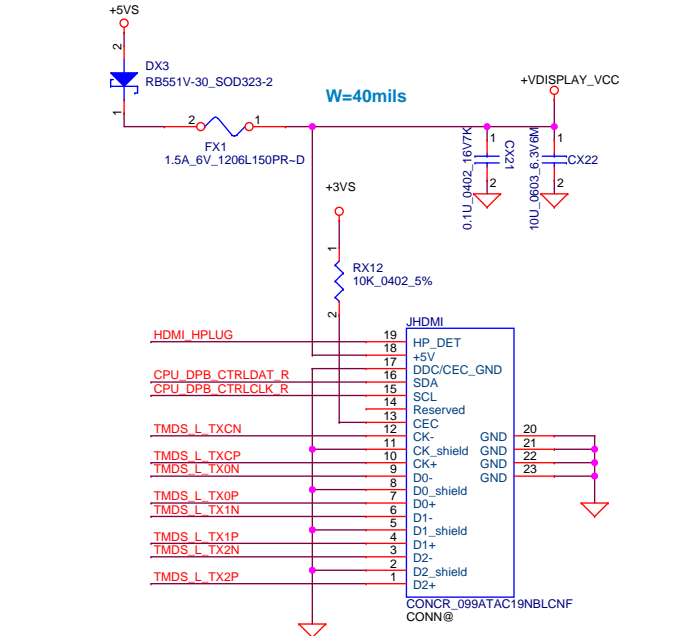 +5VS
2
DX3
RB551V-30_SOD323-2
1
W=40mils
+VDISPLAY_VCC
2
1
FX1
1.5A_6V_1206L150PR~D
1
CX21
2
0.1U_0402_16V7K
1
CX22
2
10U_0603_6.3V6M
+3VS
1
RX12
10K_0402_5%
2
JHDMI
HDMI_HPLUG 19 HP_DET
18 +5V
17 DDC/CEC_GND
CPU_DPB_CTRLDAT_R 16 SDA
CPU_DPB_CTRLCLK_R 15 SCL
14 Reserved
13 CEC
TMDS_L_TXCN 12 CK- GND 20
11 CK_shield GND 21
TMDS_L_TXCP 10 CK+ GND 22
TMDS_L_TX0N 9 D0- GND 23
8 D0_shield
TMDS_L_TX0P 7 D0+
TMDS_L_TX1N 6 D1-
5 D1_shield
TMDS_L_TX1P 4 D1+
TMDS_L_TX2N 3 D2-
2 D2_shield
TMDS_L_TX2P 1 D2+
CONCR_099ATAC19NBLCNF
CONN@